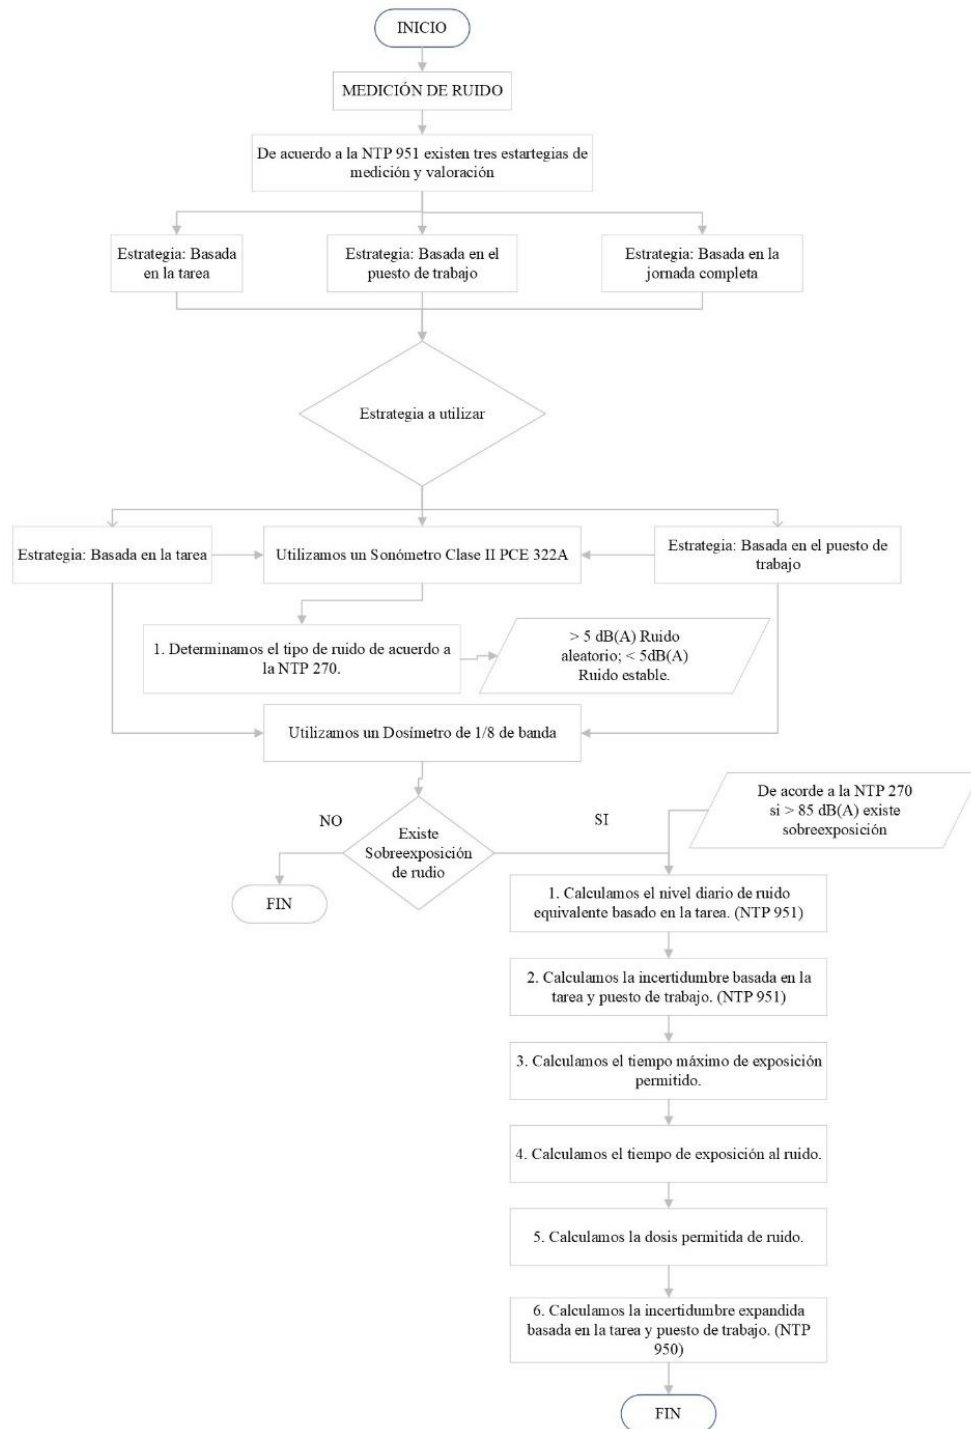 INICIO
MEDICIÓN DE RUIDO
De acuerdo a la NTP 951 existen tres estartegias de
medición y valoración
Estrategia: Basada
en la tarea
Estrategia: Basada en el
puesto de trabajo
Estrategia: Basada en la
jornada completa
Estrategia a utilizar
Estrategia: Basada en la tarea
Utilizamos un Sonómetro Clase II PCE 322A
Estrategia: Basada en el puesto de
trabajo
1. Determinamos el tipo de ruido de acuerdo a
la NTP 270.
> 5 dB(A) Ruido
aleatorio; < 5dB(A)
Ruido estable.
Utilizamos un Dosímetro de 1/8 de banda
De acorde a la NTP 270
si > 85 dB(A) existe
sobreexposición
NO
Existe
Sobreexposición
de rudio
SI
FIN
1. Calculamos el nivel diario de ruido
equivalente basado en la tarea. (NTP 951)
2. Calculamos la incertidumbre basada en la
tarea y puesto de trabajo. (NTP 951)
3. Calculamos el tiempo máximo de exposición
permitido.
4. Calculamos el tiempo de exposición al ruido.
5. Calculamos la dosis permitida de ruido.
6. Calculamos la incertidumbre expandida
basada en la tarea y puesto de trabajo. (NTP
950)
FIN